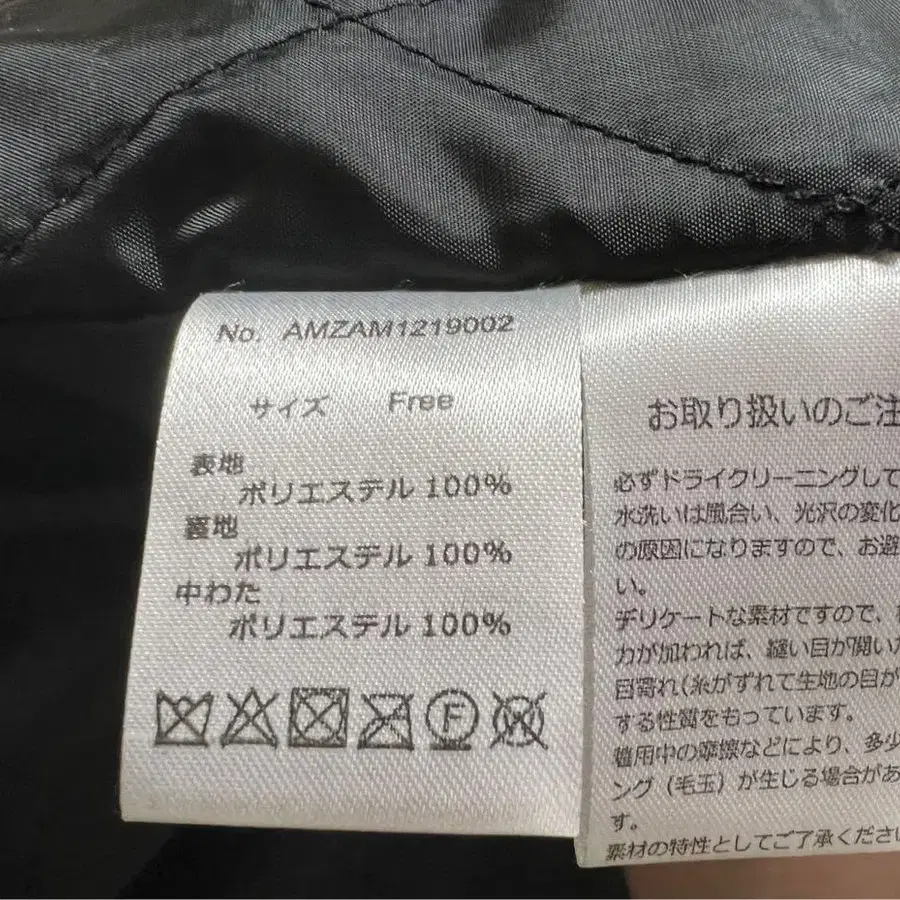 No. AMZAM1219002
サイズ Free
表地
ポリエステル 100%
裏地
ポリエステル 100%
中わた
ポリエステル 100%
F
W
お取り扱いのご注
必ずドライクリーニングして
水洗いは風合い、光沢の変化
の原因になりますので、お避
い。
デリケートな素材ですので、
力が加われば、縫い目が開いた
目寄れ(糸がずれて生地の目が
する性質をもっています。
着用中の摩擦などにより、多少
ング（毛玉）が生じる場合があ
す。
素材の特性としてご了承くださ